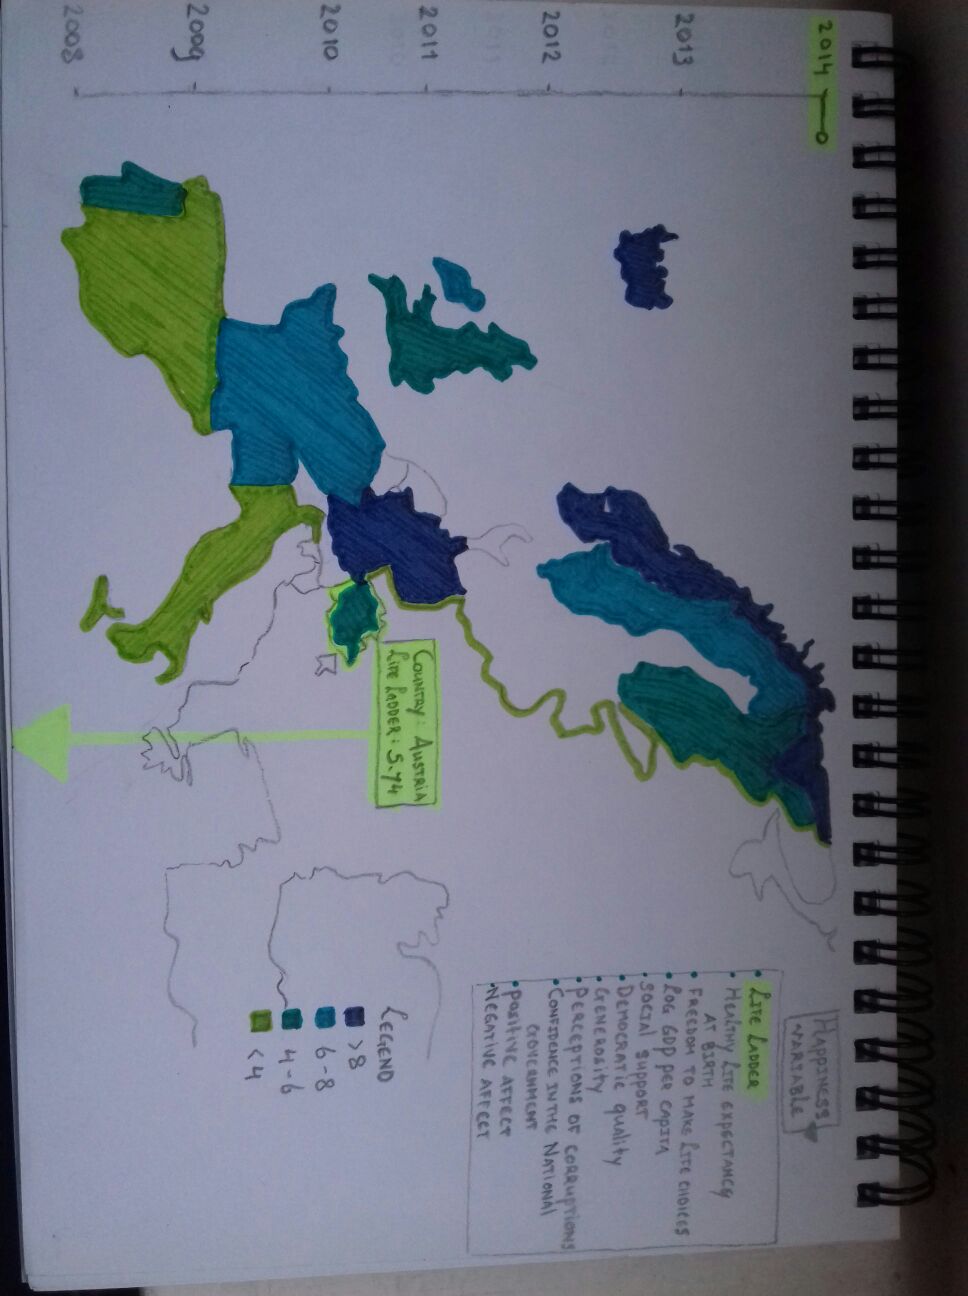 2014
2013
2012
2011
2010
2009
2008
HAPPINESS
VARIABLE
LIFE LADDER
HEALTHY LIFE EXPECTANCY
AT BIRTH
FREEDOM TO MAKE LIFE CHOICES
LOG GDP PER CAPITA
SOCIAL SUPPORT
DEMOCRATIC QUALITY
GENEROSITY
PERCEPTIONS OF CORRUPTIONS
CONFIDENCE IN THE NATIONAL
GOVERNMENT
POSITIVE AFFECT
NEGATIVE AFFECT
COUNTRY: AUSTRIA
LIFE LADDER: 5.74
LEGEND
>8
6-8
4-6
<4